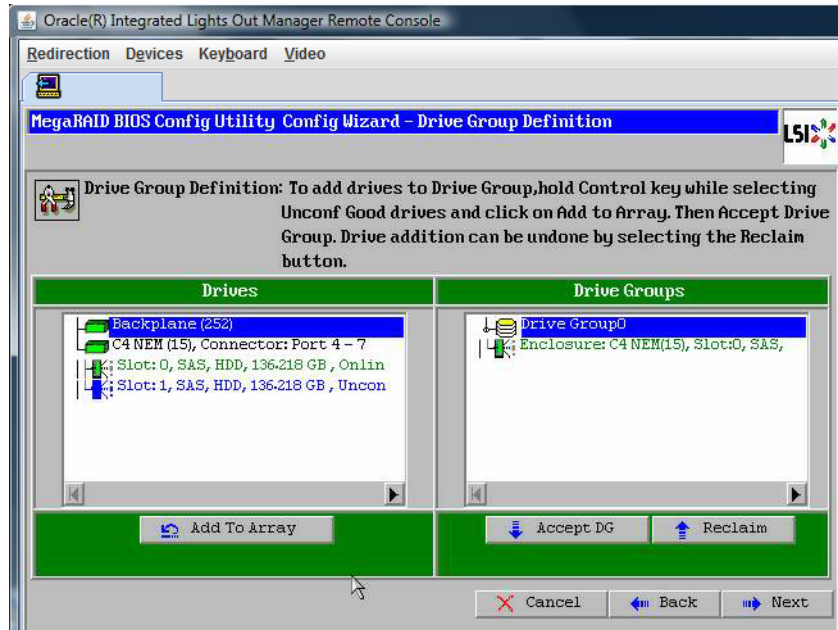 Oracle(R) Integrated Lights Out Manager Remote Console
Redirection Devices Keyboard Video
MegaRAID BIOS Config Utility Config Wizard - Drive Group Definition
LSI
Drive Group Definition: To add drives to Drive Group,hold Control key while selecting
Unconf Good drives and click on Add to Array. Then Accept Drive
Group. Drive addition can be undone by selecting the Reclaim
button.
Drives
Backplane (252)
C4 NEM (15), Connector: Port 4 - 7
Slot: 0, SAS, HDD, 136.218 GB , Onlin
Slot: 1, SAS, HDD, 136.218 GB , Uncon
Add To Array
Drive Groups
Drive Group0
Enclosure: C4 NEM(15), Slot:0, SAS,
Accept DG Reclaim
Cancel Back Next